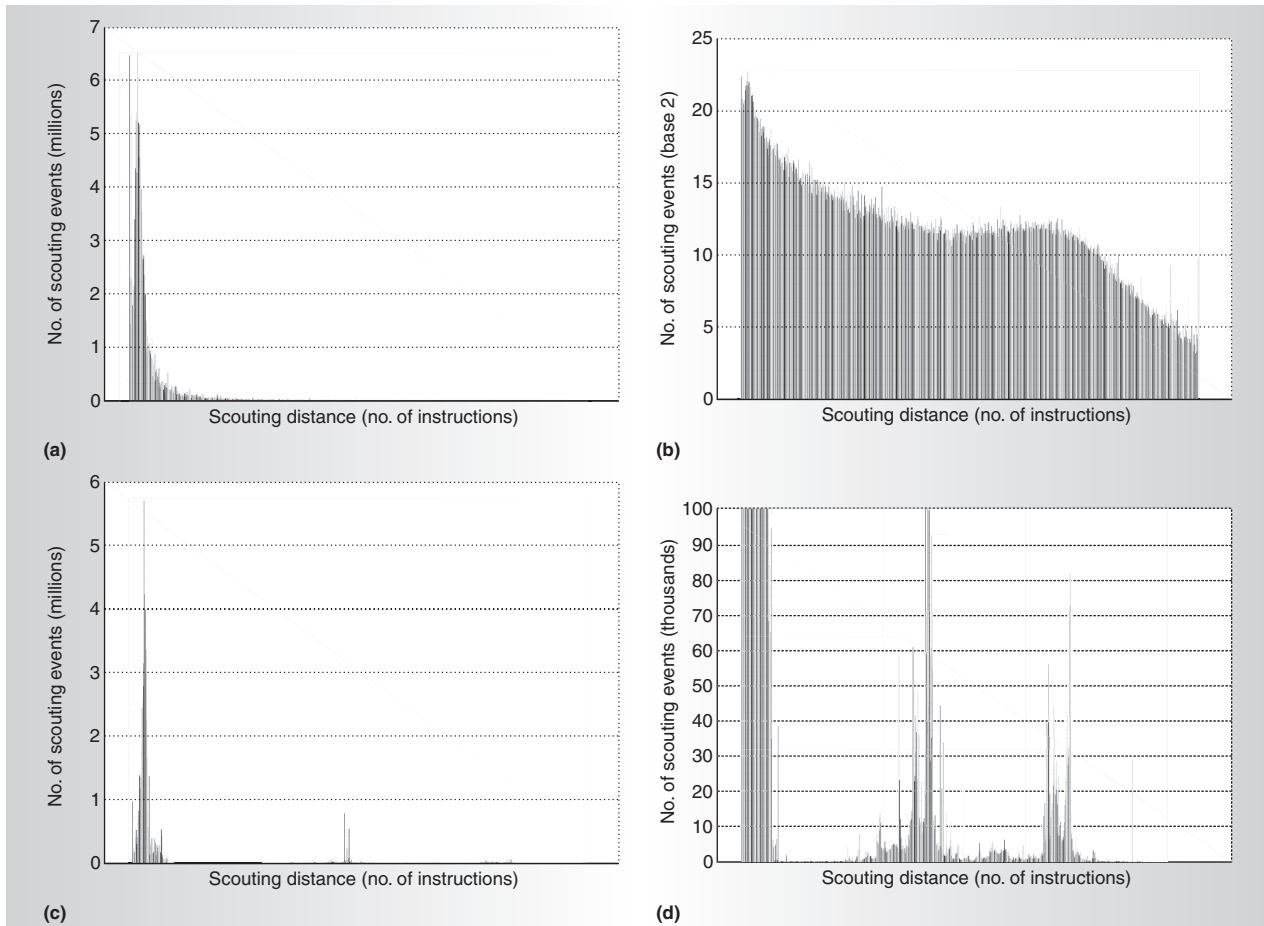 No. of scouting events (millions)
7
6
5
4
3
2
1
0
Scouting distance (no. of instructions)
(a)
No. of scouting events (base 2)
25
20
15
10
5
0
Scouting distance (no. of instructions)
(b)
No. of scouting events (millions)
6
5
4
3
2
1
0
Scouting distance (no. of instructions)
(c)
No. of scouting events (thousands)
100
90
80
70
60
50
40
30
20
10
0
Scouting distance (no. of instructions)
(d)